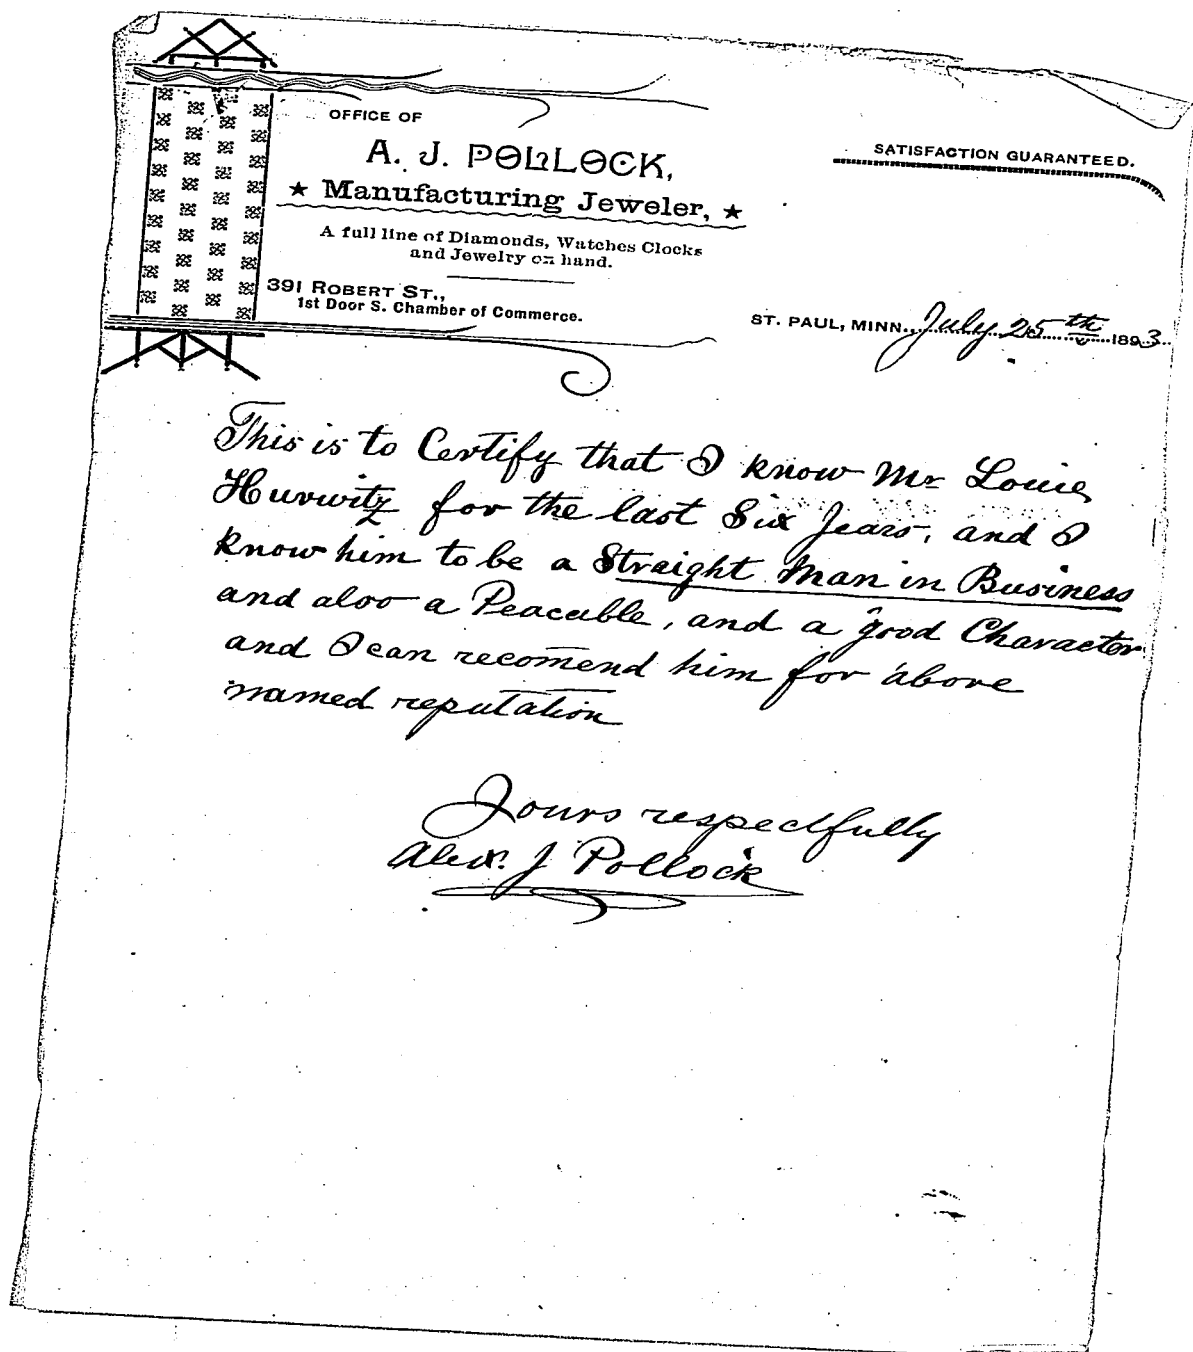 OFFICE OF
A. J. POLLOCK,
★ Manufacturing Jeweler, ★
A full line of Diamonds, Watches Clocks
and Jewelry on hand.
391 ROBERT ST.,
1st Door S. Chamber of Commerce.
SATISFACTION GUARANTEED.
ST. PAUL, MINN., July 25th 1893
This is to Certify that I know Mr Louie
Hurwitz for the last Six Years, and I
know him to be a Straight Man in Business
and also a Peacable, and a good Character
and I can recomend him for above
named reputation
Yours respectfully
Alex. J Pollock